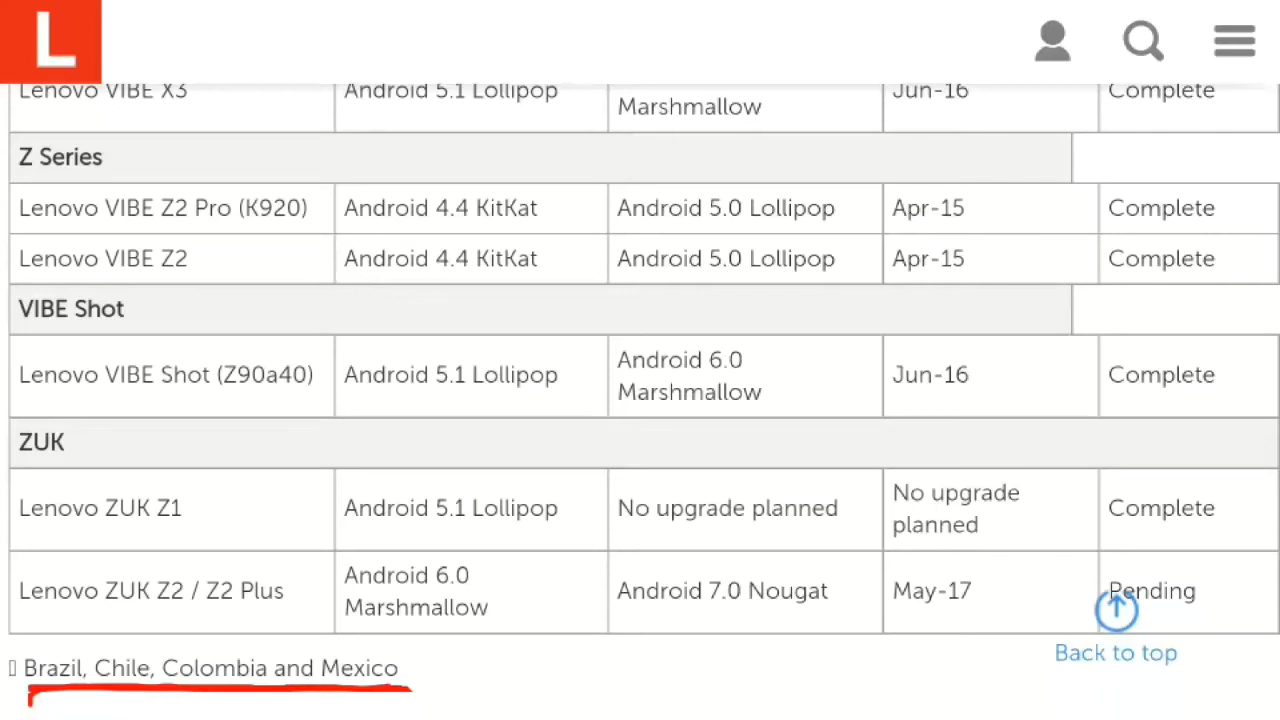 L
Lenovo VIBE X3 Android 5.1 Lollipop Marshmallow Jun-16 Complete
Z Series
Lenovo VIBE Z2 Pro (K920) Android 4.4 KitKat Android 5.0 Lollipop Apr-15 Complete
Lenovo VIBE Z2 Android 4.4 KitKat Android 5.0 Lollipop Apr-15 Complete
VIBE Shot
Lenovo VIBE Shot (Z90a40) Android 5.1 Lollipop Android 6.0 Marshmallow Jun-16 Complete
ZUK
Lenovo ZUK Z1 Android 5.1 Lollipop No upgrade planned No upgrade planned Complete
Lenovo ZUK Z2 / Z2 Plus Android 6.0 Marshmallow Android 7.0 Nougat May-17 Pending
Back to top
Brazil, Chile, Colombia and Mexico